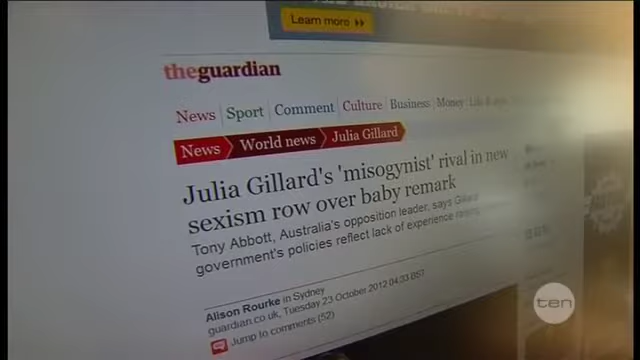 Learn more
theguardian
News Sport Comment Culture Business Money
News World news Julia Gillard
Julia Gillard's 'misogynist' rival in new
sexism row over baby remark
Tony Abbott, Australia's opposition leader, says Gillard
government's policies reflect lack of experience raising
Alison Rourke in Sydney
guardian.co.uk, Tuesday 23 October 2012 04.33 BST
Jump to comments (52)
ten